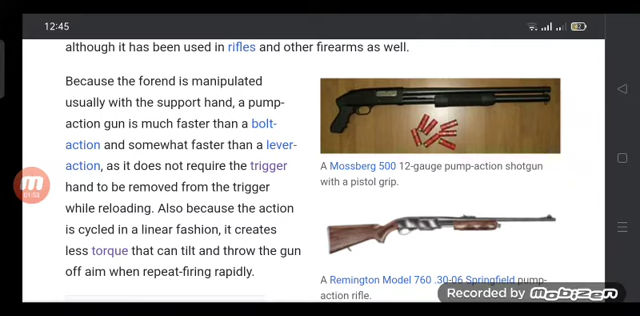 12:45
although it has been used in rifles and other firearms as well.
Because the forend is manipulated
usually with the support hand, a pump-
action gun is much faster than a bolt-
action and somewhat faster than a lever-
action, as it does not require the trigger
hand to be removed from the trigger
while reloading. Also because the action
is cycled in a linear fashion, it creates
less torque that can tilt and throw the gun
off aim when repeat-firing rapidly.
A Mossberg 500 12-gauge pump-action shotgun
with a pistol grip.
A Remington Model 760 .30-06 Springfield pump-
action rifle.
Recorded by Mobizen